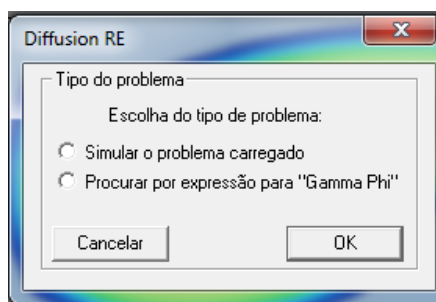 Diffusion RE
Tipo do problema
Escolha do tipo de problema:
Simular o problema carregado
Procurar por expressão para "Gamma Phi"
Cancelar OK